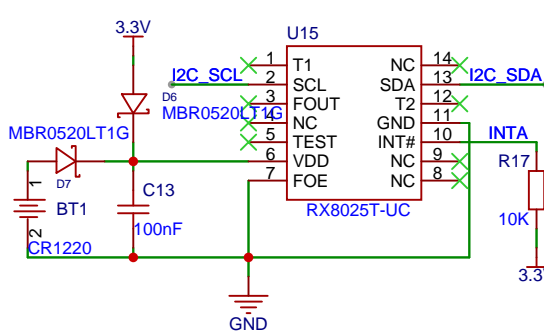 3.3V
U15
1 T1 NC 14
I2C_SCL 2 SCL SDA 13 I2C_SDA
D6
MBR0520LT1G
3 FOUT T2 12
4 NC GND 11
5 TEST INT# 10 INTA
6 VDD NC 9
7 FOE NC 8
RX8025T-UC
MBR0520LT1G
D7
1
BT1
2
CR1220
C13
100nF
R17
10K
3.3V
GND